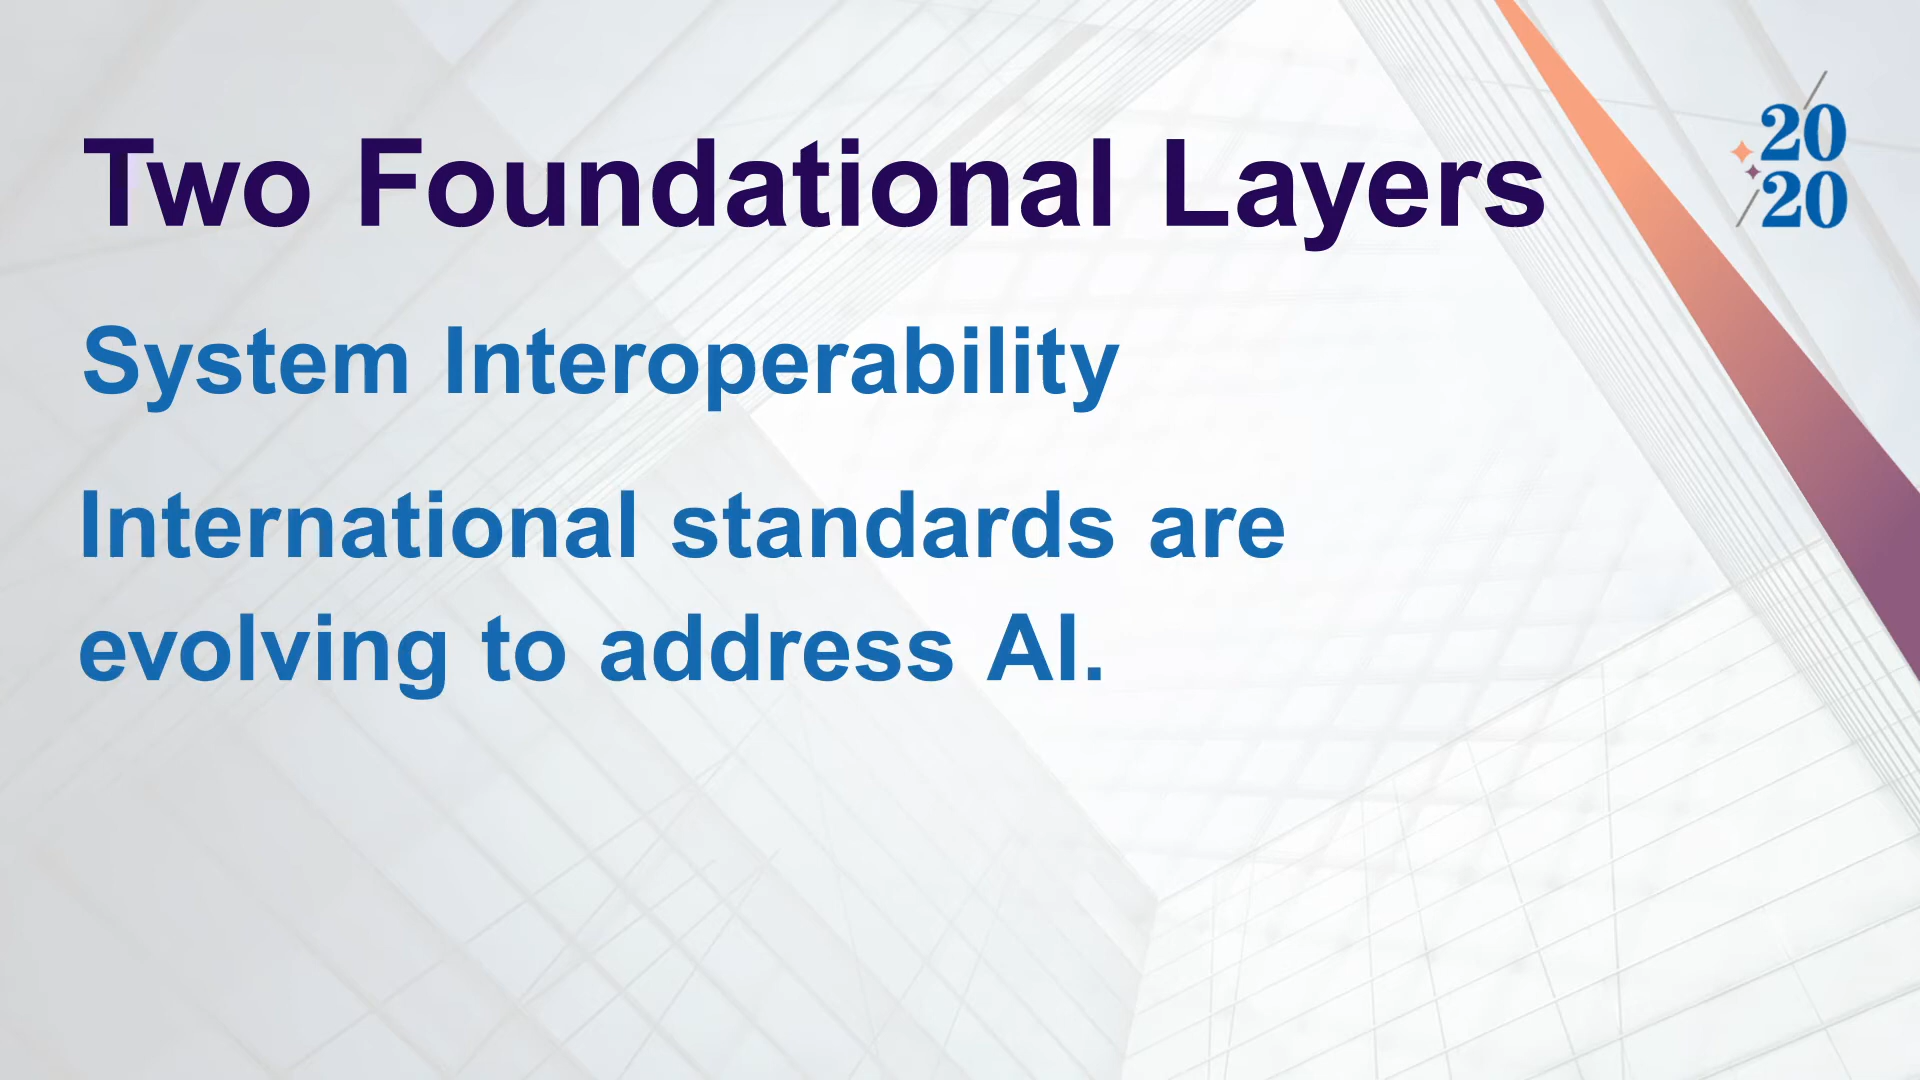 Two Foundational Layers
20
20
System Interoperability
International standards are
evolving to address AI.